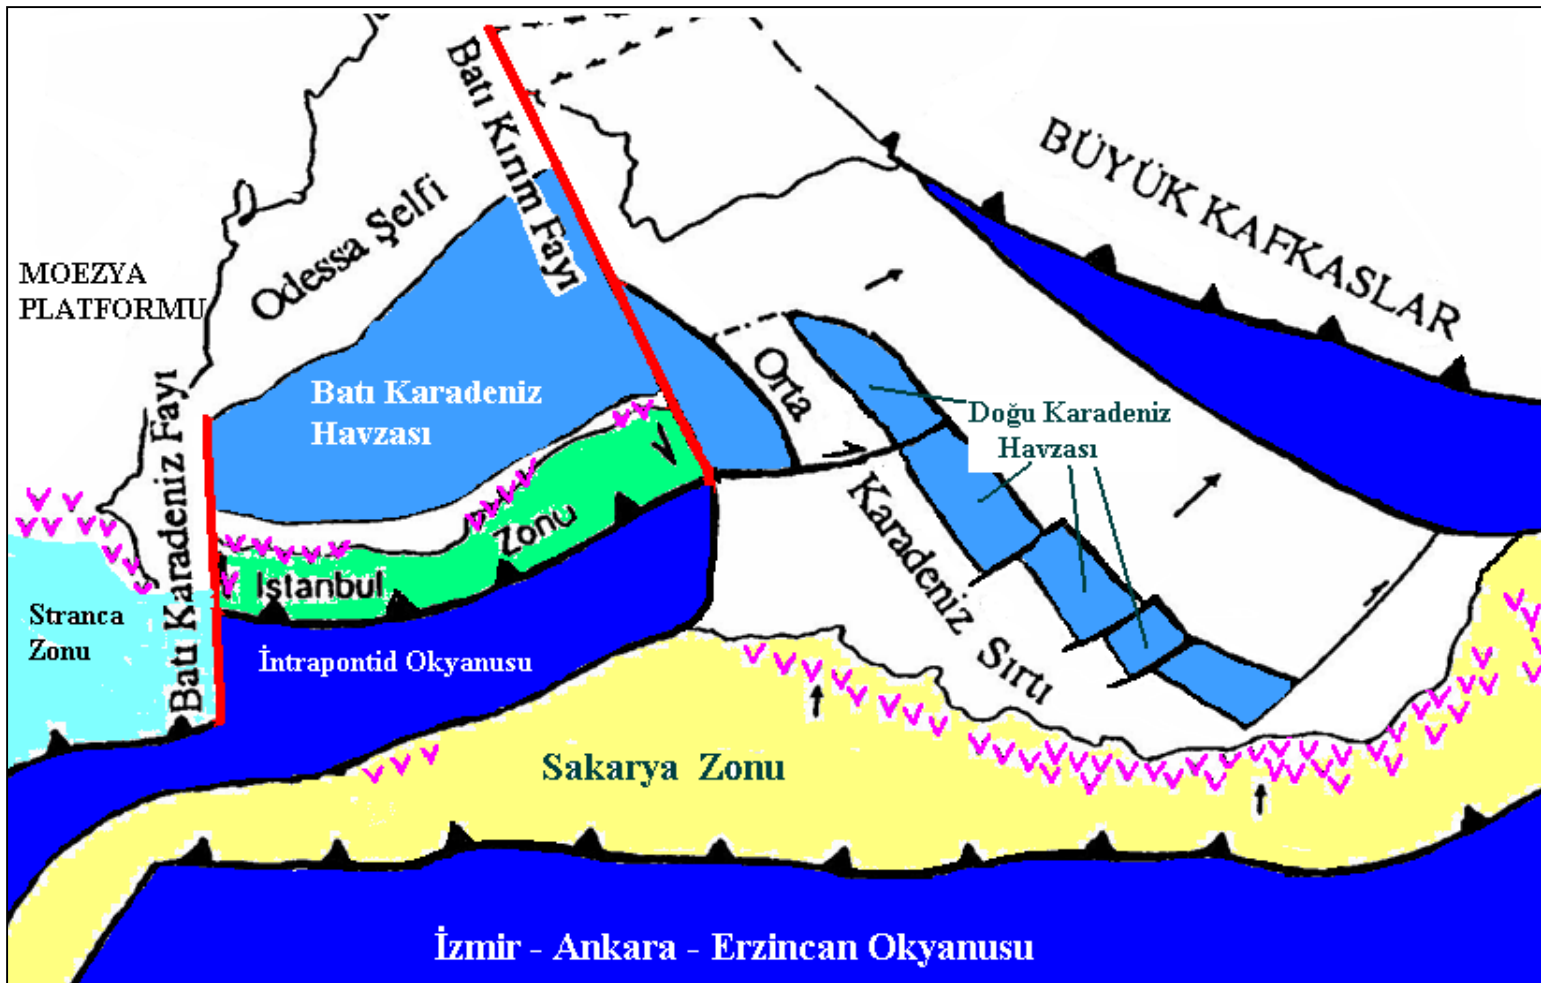 Batı Kırım Fayı
BÜYÜK KAFKASLAR
Odessa Şelfi
MOEZYA
PLATFORMU
Batı Karadeniz Fayı
Batı Karadeniz
Havzası
Orta
Karadeniz Sırtı
Doğu Karadeniz
Havzası
İstanbul Zonu
Stranca
Zonu
İntrapontid Okyanusu
Sakarya Zonu
İzmir - Ankara - Erzincan Okyanusu